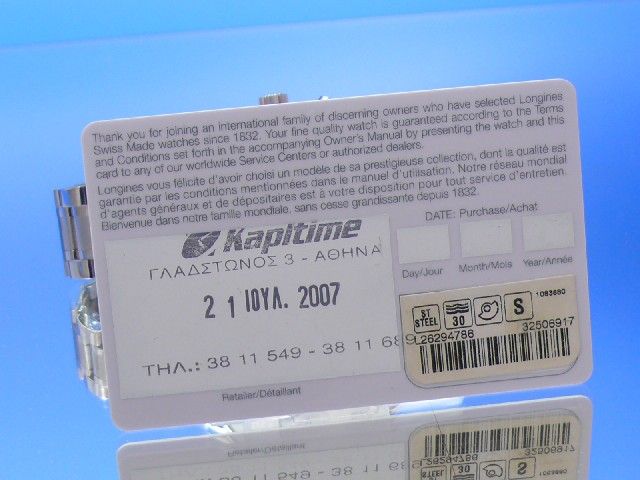 Thank you for joining an international family of discerning owners who have selected Longines
Swiss Made watches since 1832. Your fine quality watch is guaranteed according to the Terms
and Conditions set forth in the accompanying Owner's Manual by presenting the watch and this
card to any of our worldwide Service Centers or authorized dealers.
Longines vous félicite d'avoir choisi un modèle de sa prestigieuse collection, dont la qualité est
garantie par les conditions mentionnées dans le manuel d'utilisation. Notre réseau mondial
d'agents généraux et de dépositaires est à votre disposition pour tout service d'entretien.
Bienvenue dans notre famille mondiale, sans cesse grandissante depuis 1832.
DATE: Purchase/Achat
Day/Jour Month/Mois Year/Année
Kapitime
ΓΛΑΔΣΤΩΝΟΣ 3 - ΑΘΗΝΑ
21 ΙΟΥΛ. 2007
ΤΗΛ.: 38 11 549 - 38 11 689
Retailer/Détaillant
ST STEEL
30
S
1083680
L26294786
32506917